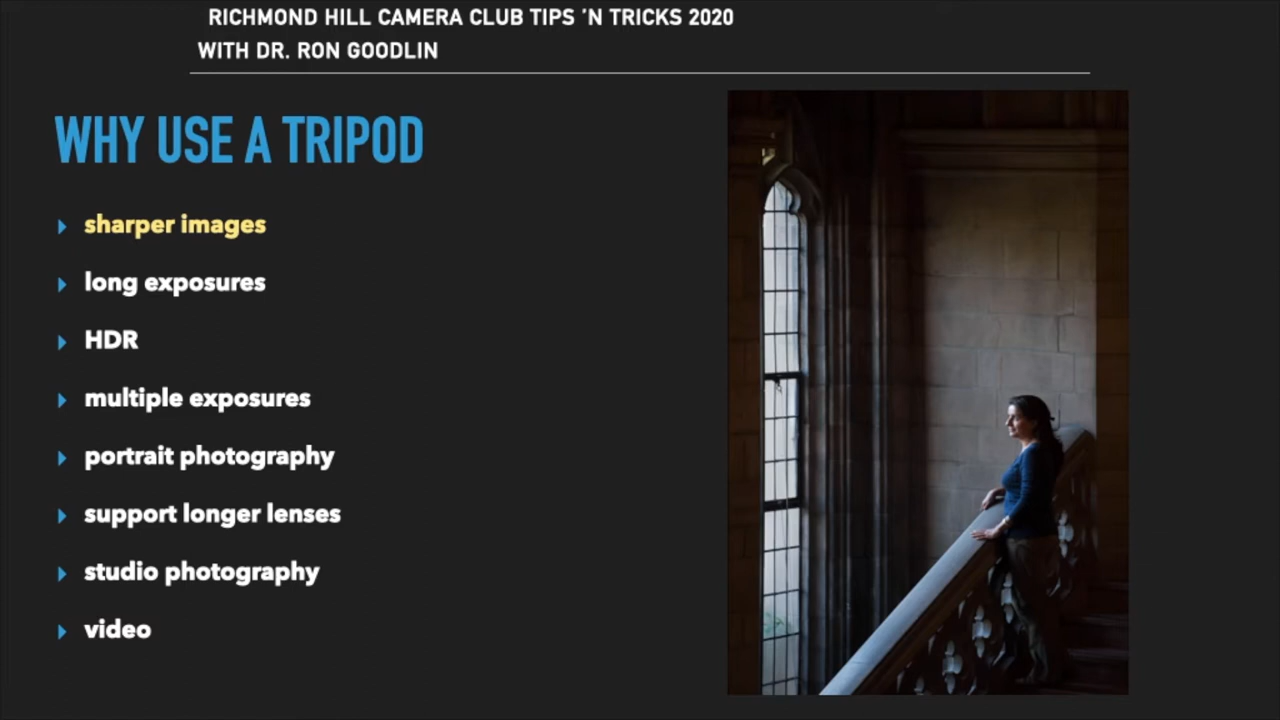 RICHMOND HILL CAMERA CLUB TIPS ’N TRICKS 2020
WITH DR. RON GOODLIN
WHY USE A TRIPOD
sharper images
long exposures
HDR
multiple exposures
portrait photography
support longer lenses
studio photography
video